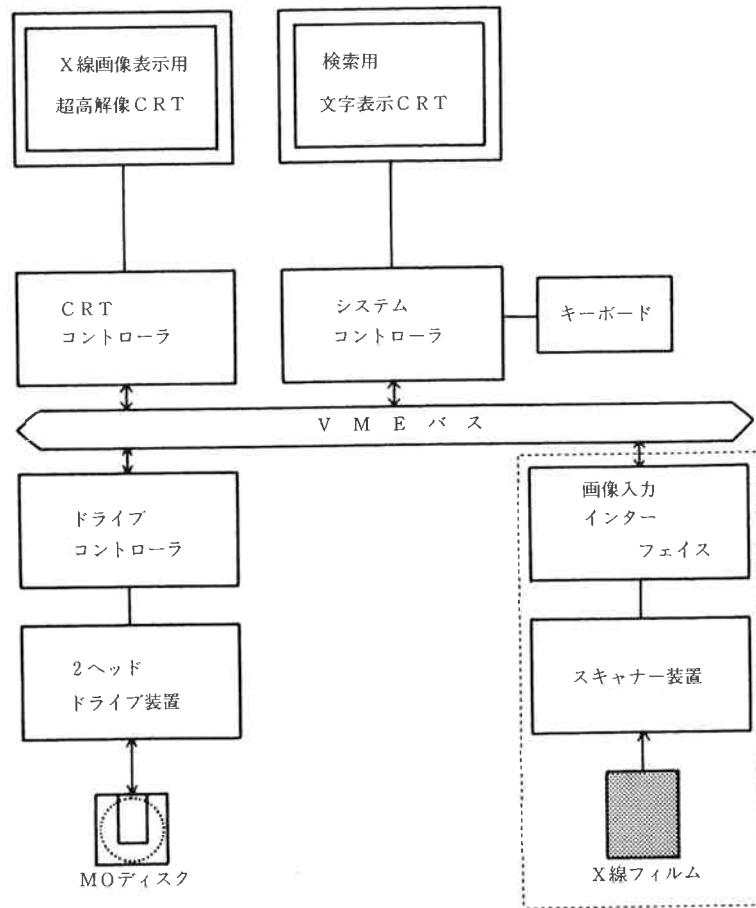 X線画像表示用
超高解像CRT
検索用
文字表示CRT
CRT
コントローラ
システム
コントローラ
キーボード
VMEバス
ドライブ
コントローラ
画像入力
インター
フェイス
2ヘッド
ドライブ装置
スキャナー装置
MOディスク
X線フィルム